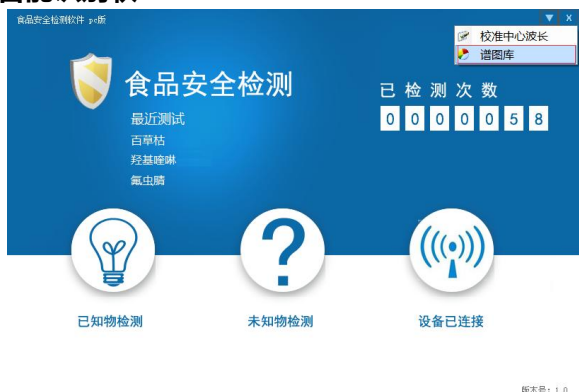 食品安全检测软件 pc版
校准中心波长
谱图库
食品安全检测
已检测次数
0 0 0 0 0 5 8
最近测试
百草枯
羟基喹啉
氟虫腈
已知物检测
未知物检测
设备已连接
版本号：1.0